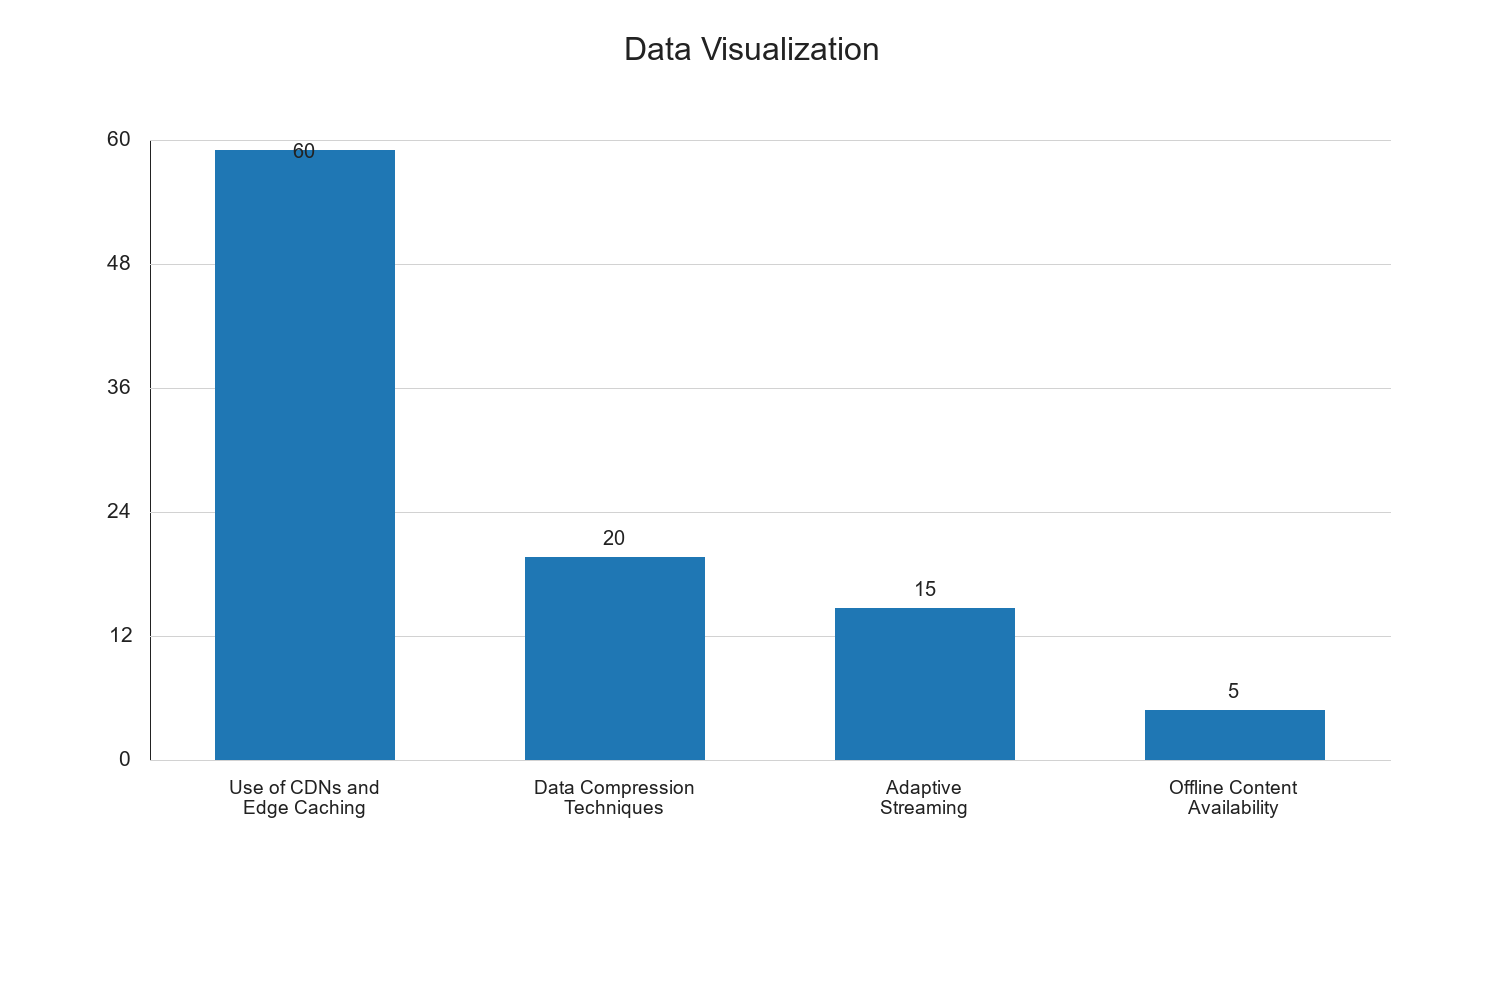 Data Visualization
60
60
48
36
24
20
15
12
5
0
Use of CDNs and
Edge Caching
Data Compression
Techniques
Adaptive
Streaming
Offline Content
Availability